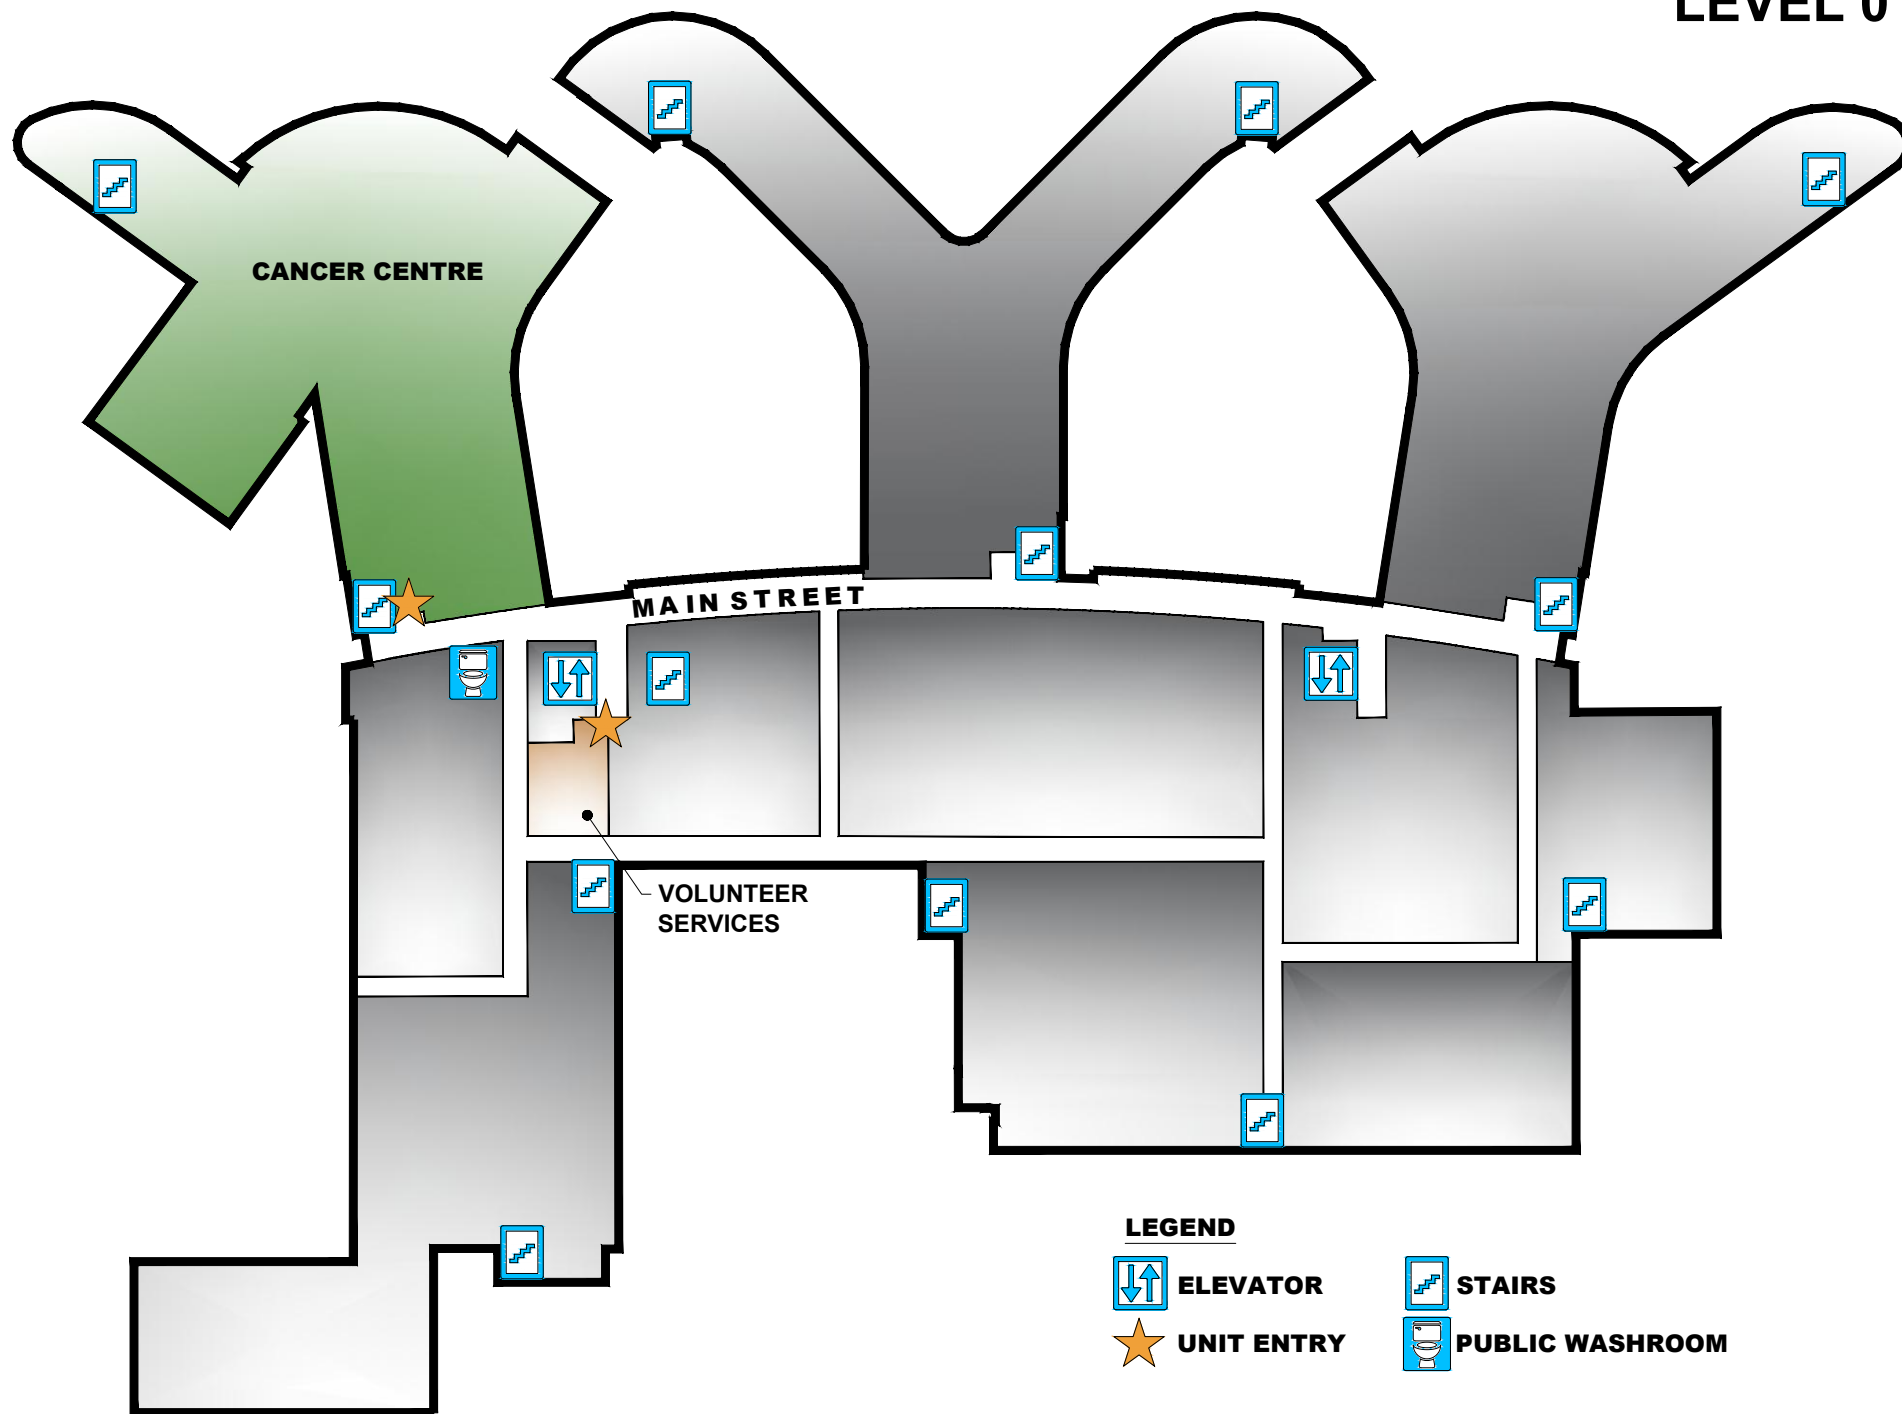 LEVEL 0
CANCER CENTRE
MAIN STREET
VOLUNTEER
SERVICES
LEGEND
ELEVATOR
STAIRS
UNIT ENTRY
PUBLIC WASHROOM